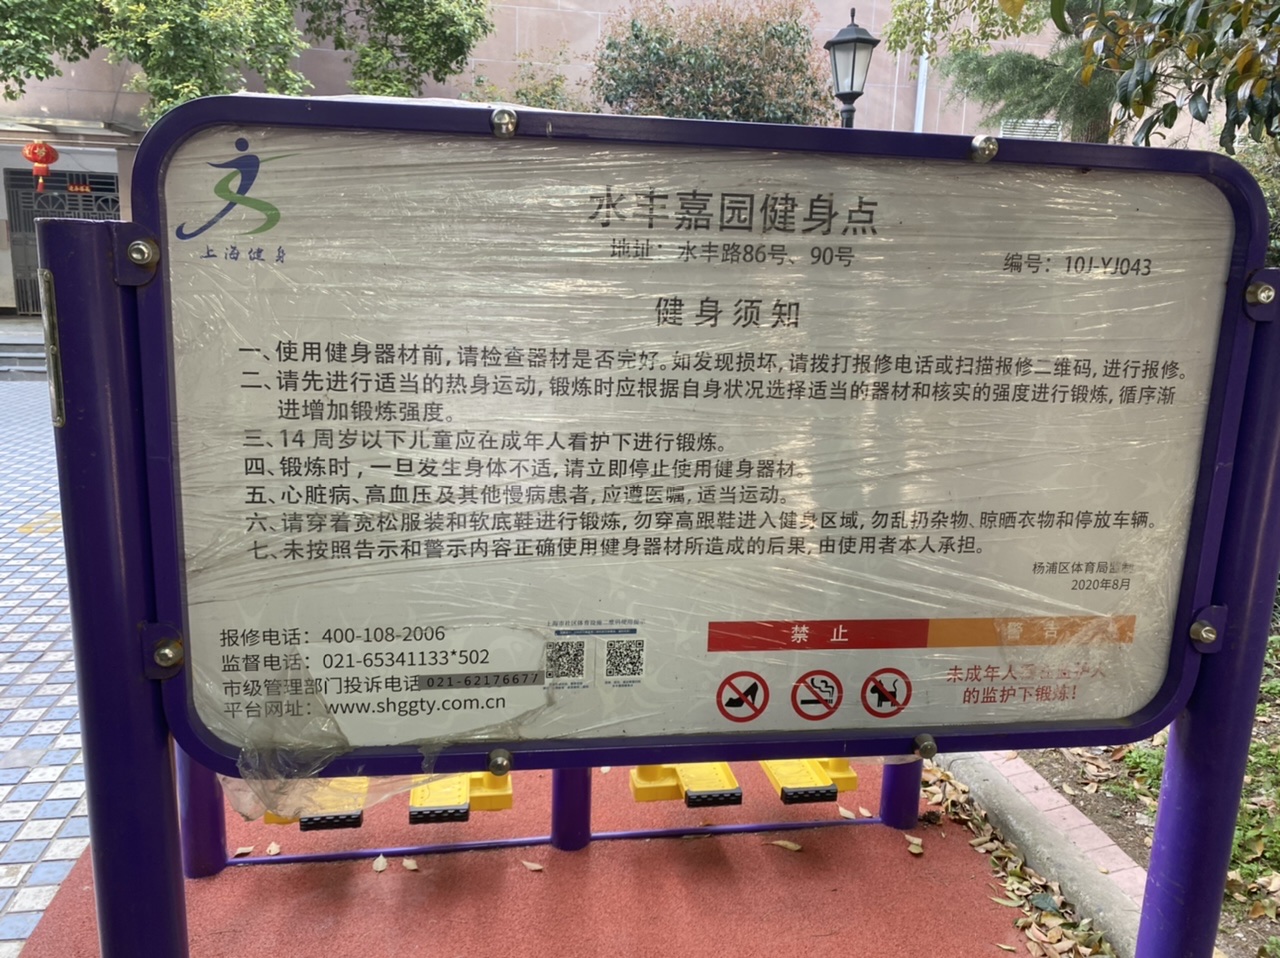 上海健身
水丰嘉园健身点
地址：水丰路86号、90号
编号：10J-YJ043
健身须知
一、使用健身器材前,请检查器材是否完好。如发现损坏,请拨打报修电话或扫描报修二维码,进行报修。
二、请先进行适当的热身运动,锻炼时应根据自身状况选择适当的器材和核实的强度进行锻炼,循序渐
进增加锻炼强度。
三、14 周岁以下儿童应在成年人看护下进行锻炼。
四、锻炼时,一旦发生身体不适,请立即停止使用健身器材。
五、心脏病、高血压及其他慢病患者,应遵医嘱,适当运动。
六、请穿着宽松服装和软底鞋进行锻炼,勿穿高跟鞋进入健身区域,勿乱扔杂物、晾晒衣物和停放车辆。
七、未按照告示和警示内容正确使用健身器材所造成的后果,由使用者本人承担。
杨浦区体育局监制
2020年8月
报修电话：400-108-2006
监督电话：021-65341133*502
市级管理部门投诉电话 021-62176677
平台网址：www.shggty.com.cn
禁 止
警
未成年人
的监护下锻炼!